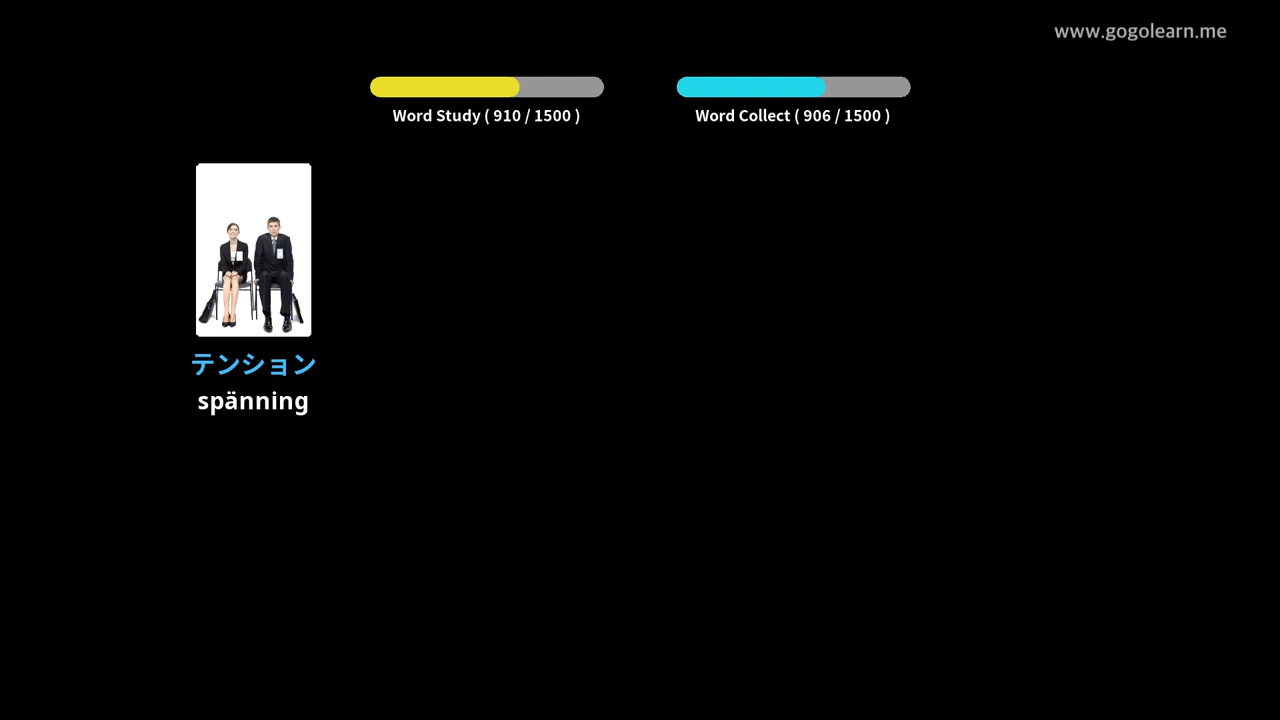 www.gogolearn.me
Word Study ( 910 / 1500 )
Word Collect ( 906 / 1500 )
テンション
spänning